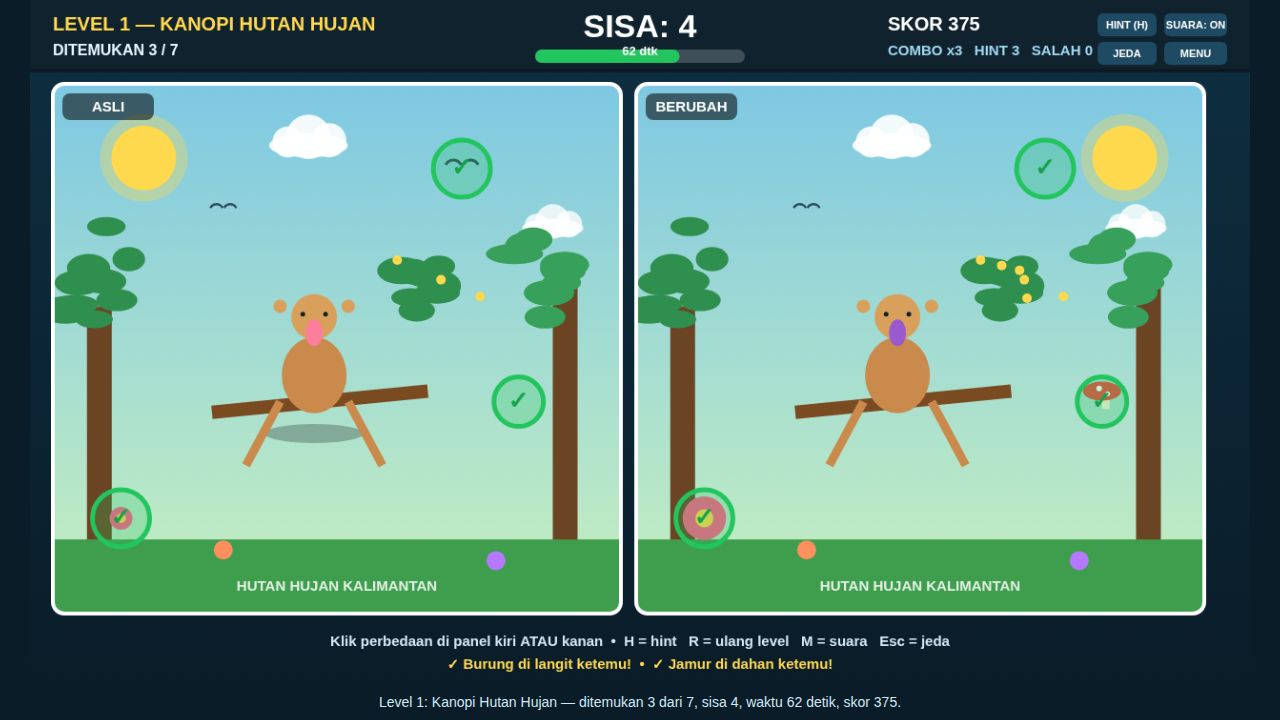 LEVEL 1 — KANOPI HUTAN HUJAN
DITEMUKAN 3 / 7
SISA: 4
62 dtk
SKOR 375
COMBO x3 HINT 3 SALAH 0
HINT (H)
SUARA: ON
JEDA
MENU
ASLI
BERUBAH
HUTAN HUJAN KALIMANTAN
HUTAN HUJAN KALIMANTAN
Klik perbedaan di panel kiri ATAU kanan • H = hint R = ulang level M = suara Esc = jeda
✓ Burung di langit ketemu! • ✓ Jamur di dahan ketemu!
Level 1: Kanopi Hutan Hujan — ditemukan 3 dari 7, sisa 4, waktu 62 detik, skor 375.